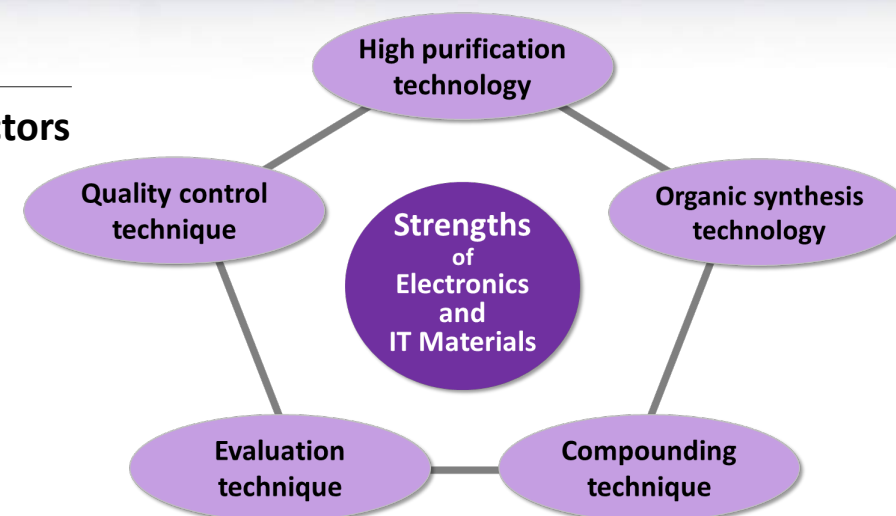 High purification
technology
Quality control
technique
Organic synthesis
technology
Strengths
of
Electronics
and
IT Materials
Evaluation
technique
Compounding
technique